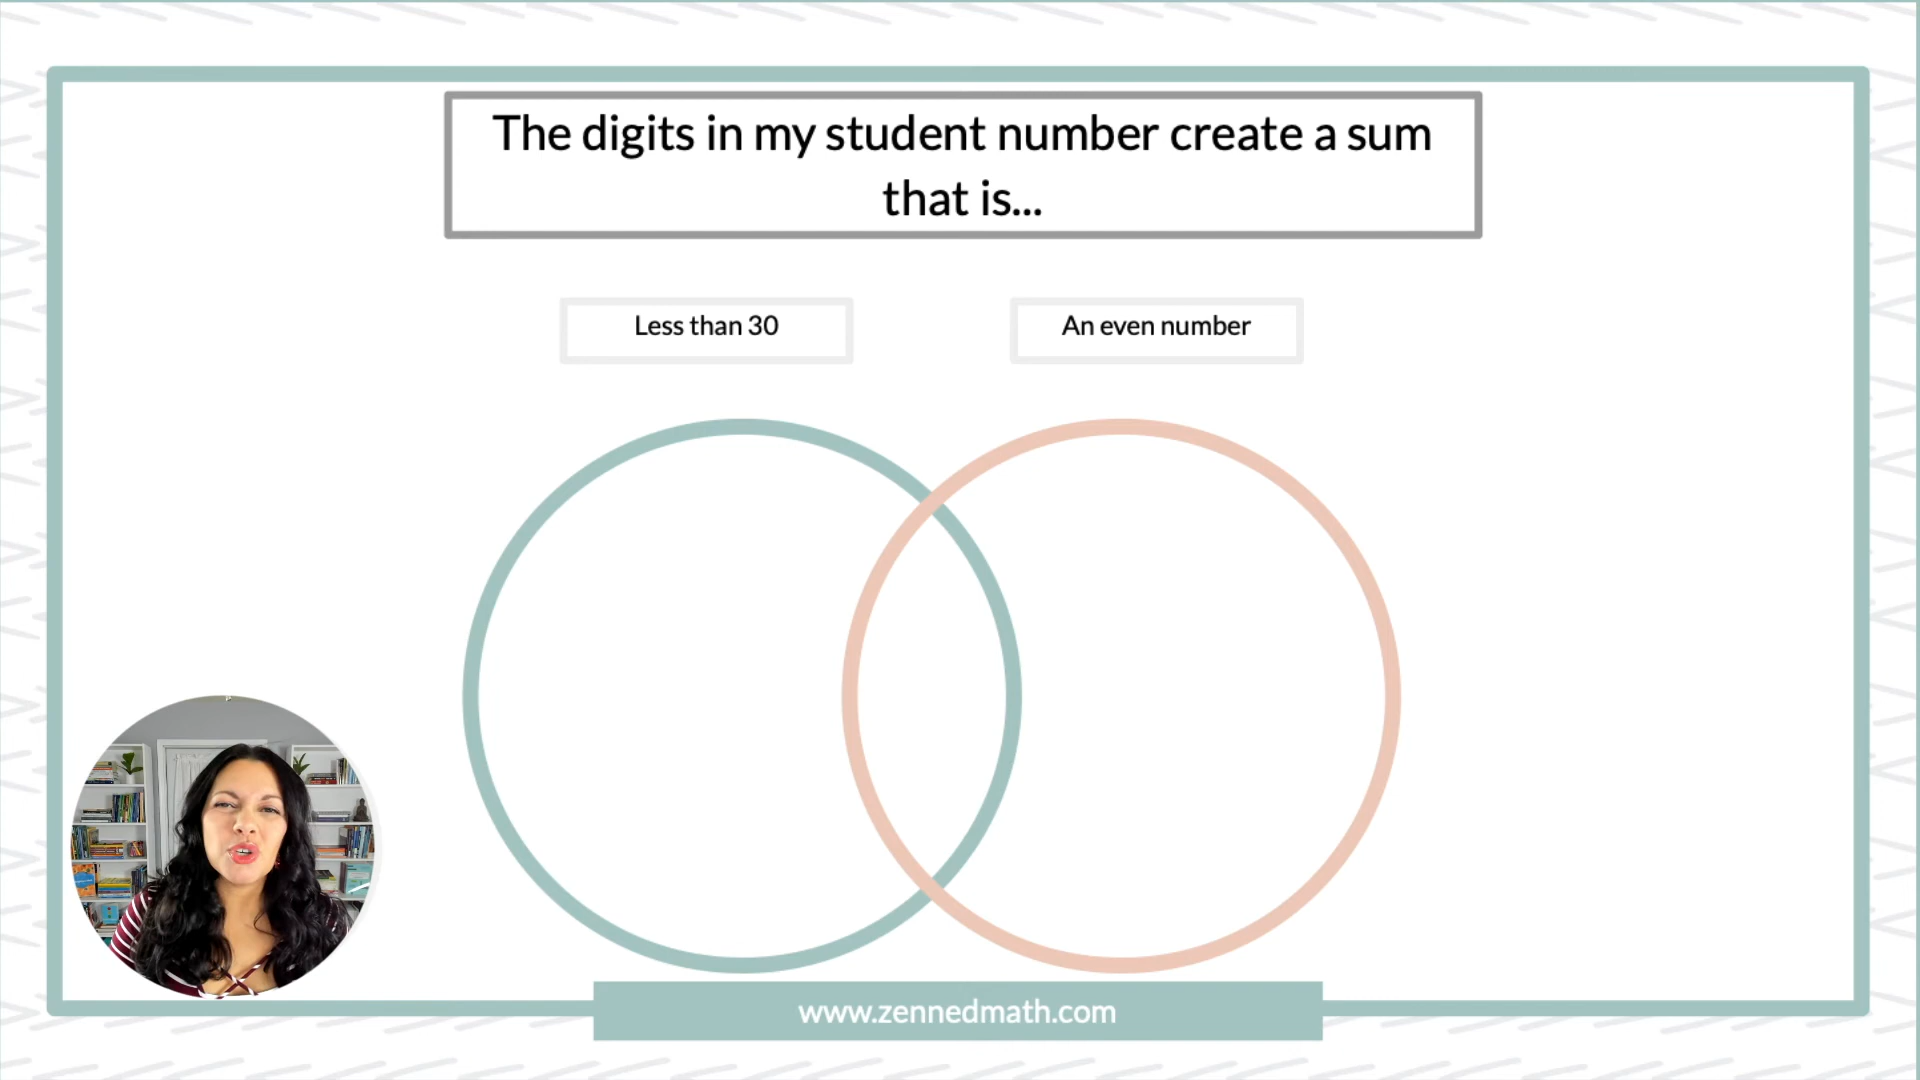 The digits in my student number create a sum
that is...
Less than 30
An even number
www.zennedmath.com